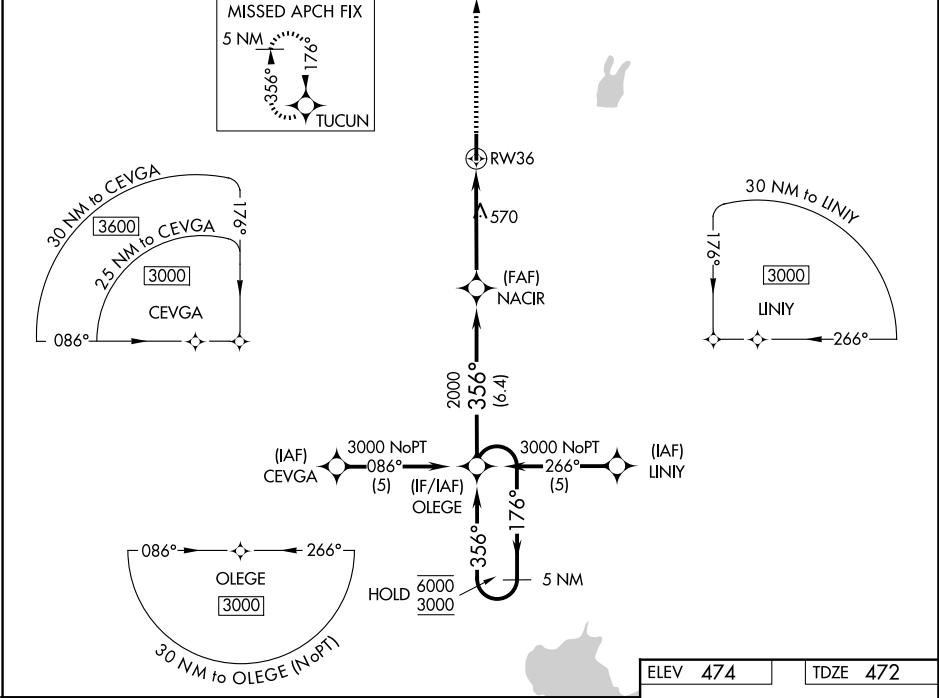 MISSED APCH FIX
5 NM
176°
356°
TUCUN
RW36
570
30 NM to CEVGA
3600
25 NM to CEVGA
176°
3000
CEVGA
086°
30 NM to LINIY
176°
3000
LINIY
266°
(FAF)
NACIR
2000
356°
(6.4)
(IAF)
CEVGA
3000 NoPT
086°
(5)
(IF/IAF)
OLEGE
3000 NoPT
266°
(5)
(IAF)
LINIY
356°
176°
HOLD
6000
3000
5 NM
086°
266°
OLEGE
3000
30 NM to OLEGE (NoPT)
ELEV 474
TDZE 472